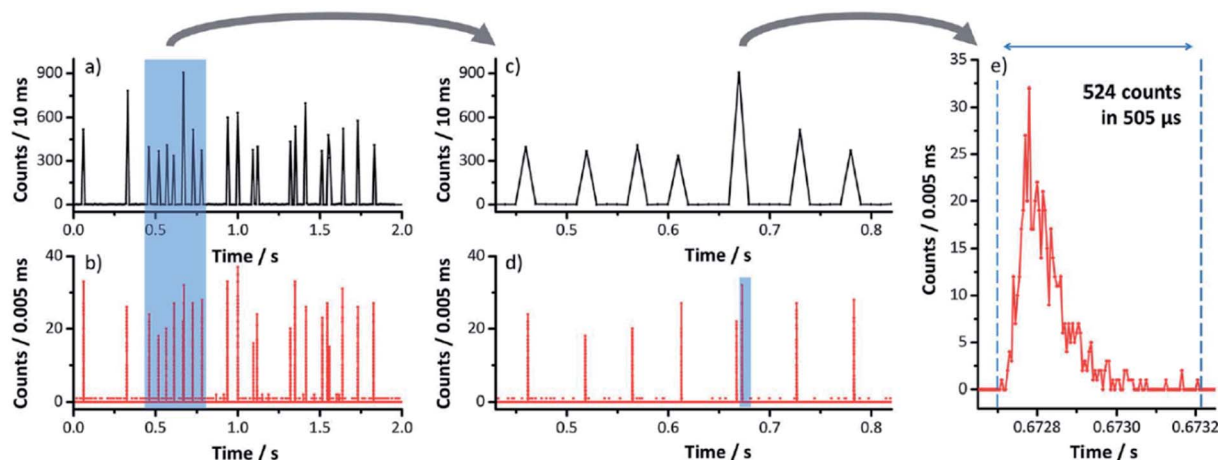 a)
Counts / 10 ms
900
600
300
0
0.0 0.5 1.0 1.5 2.0
Time / s
b)
Counts / 0.005 ms
40
20
0
0.0 0.5 1.0 1.5 2.0
Time / s
c)
Counts / 10 ms
900
600
300
0
0.5 0.6 0.7 0.8
Time / s
d)
Counts / 0.005 ms
40
20
0
0.5 0.6 0.7 0.8
Time / s
e)
524 counts
in 505 µs
Counts / 0.005 ms
35
30
25
20
15
10
5
0
0.6728 0.6730 0.6732
Time / s